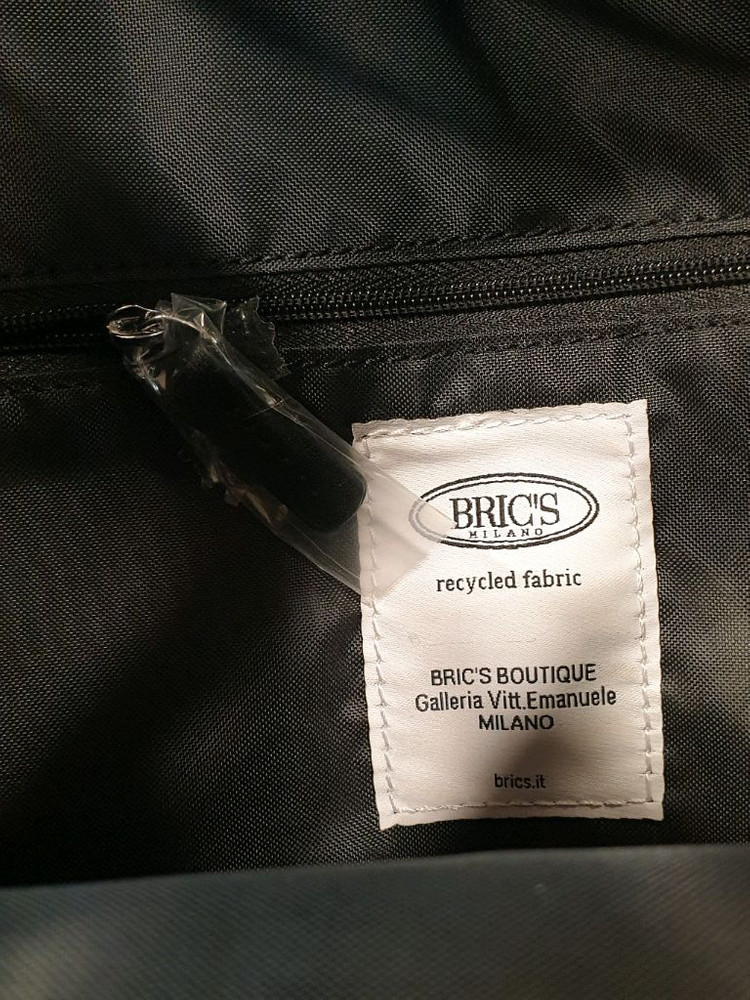 BRIC'S
MILANO
recycled fabric
BRIC'S BOUTIQUE
Galleria Vitt.Emanuele
MILANO
brics.it